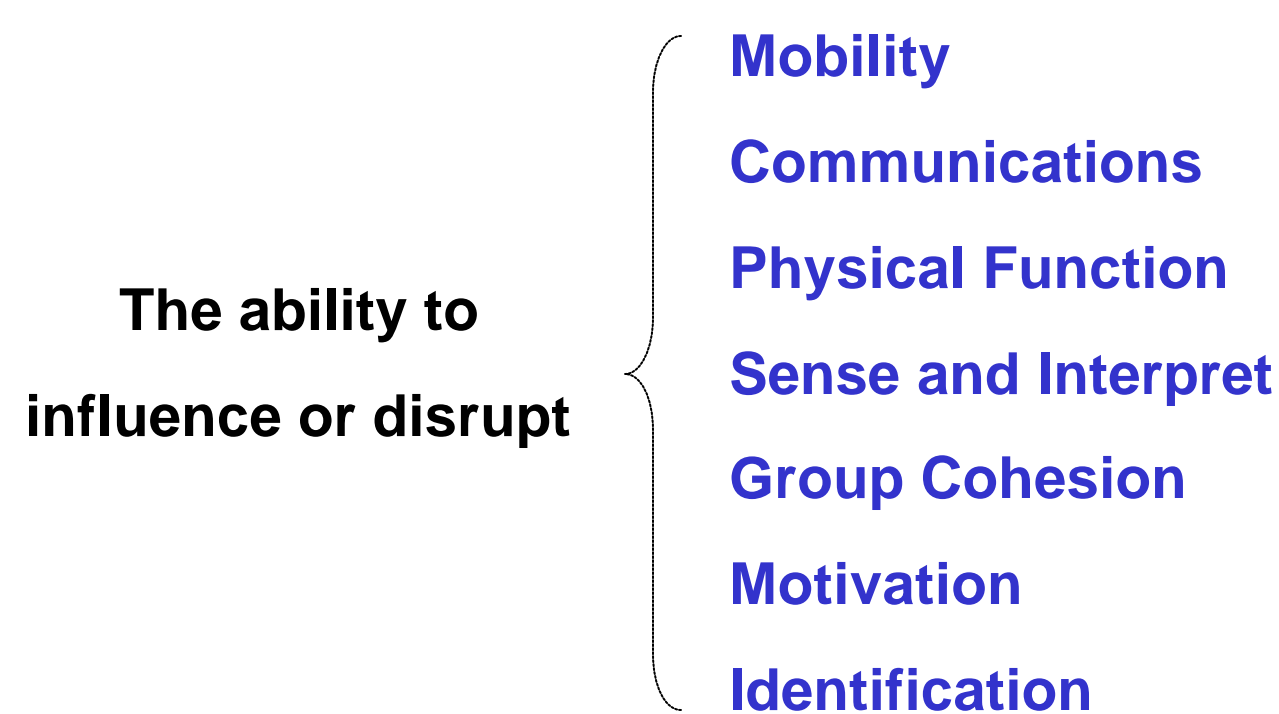 The ability to
influence or disrupt
Mobility
Communications
Physical Function
Sense and Interpret
Group Cohesion
Motivation
Identification